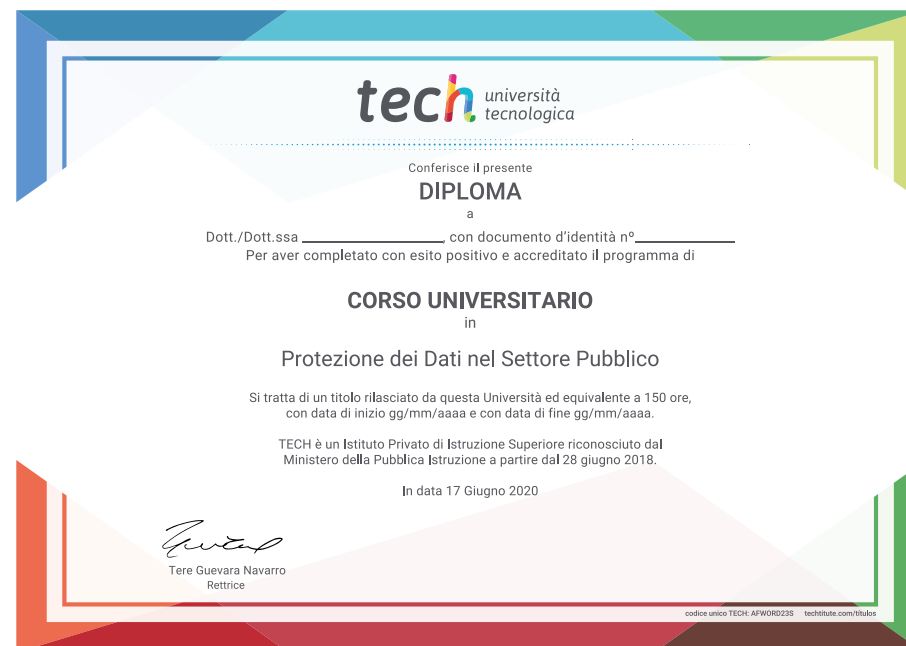 tech università
tecnologica
Conferisce il presente
DIPLOMA
a
Dott./Dott.ssa ________________, con documento d'identità nº____________
Per aver completato con esito positivo e accreditato il programma di
CORSO UNIVERSITARIO
in
Protezione dei Dati nel Settore Pubblico
Si tratta di un titolo rilasciato da questa Università ed equivalente a 150 ore,
con data di inizio gg/mm/aaaa e con data di fine gg/mm/aaaa.
TECH è un Istituto Privato di Istruzione Superiore riconosciuto dal
Ministero della Pubblica Istruzione a partire dal 28 giugno 2018.
In data 17 Giugno 2020
Tere Guevara Navarro
Rettrice
codice unico TECH: AFWORD23S techtitute.com/títulos